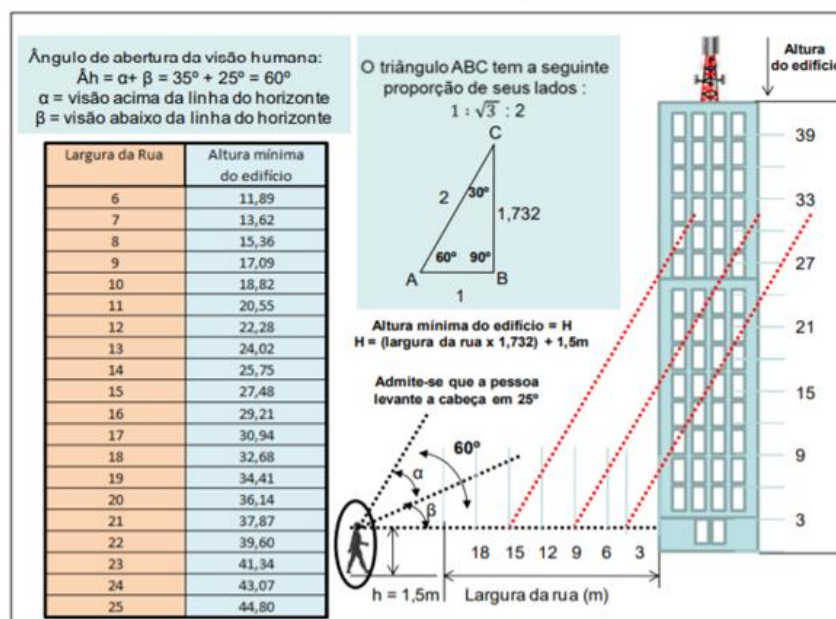 Ângulo de abertura da visão humana:
Âh = α+ β = 35º + 25º = 60º
α = visão acima da linha do horizonte
β = visão abaixo da linha do horizonte
Largura da Rua Altura mínima do edifício
6 11,89
7 13,62
8 15,36
9 17,09
10 18,82
11 20,55
12 22,28
13 24,02
14 25,75
15 27,48
16 29,21
17 30,94
18 32,68
19 34,41
20 36,14
21 37,87
22 39,60
23 41,34
24 43,07
25 44,80
O triângulo ABC tem a seguinte
proporção de seus lados :
1 : √3 : 2
C
30º
2
1,732
60º 90º
A B
1
Altura mínima do edifício = H
H = (largura da rua x 1,732) + 1,5m
Admite-se que a pessoa
levante a cabeça em 25º
60º
α
β
18 15 12 9 6 3
h = 1,5m
Largura da rua (m)
Altura
do edifício
39
33
27
21
15
9
3